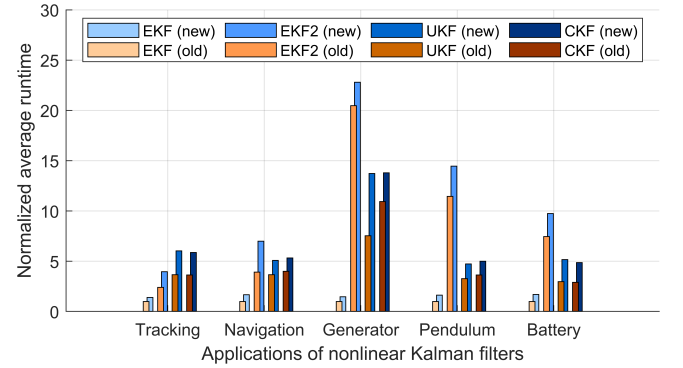 30
25
20
15
10
5
0
Normalized average runtime
EKF (new) EKF2 (new) UKF (new) CKF (new)
EKF (old) EKF2 (old) UKF (old) CKF (old)
Tracking Navigation Generator Pendulum Battery
Applications of nonlinear Kalman filters